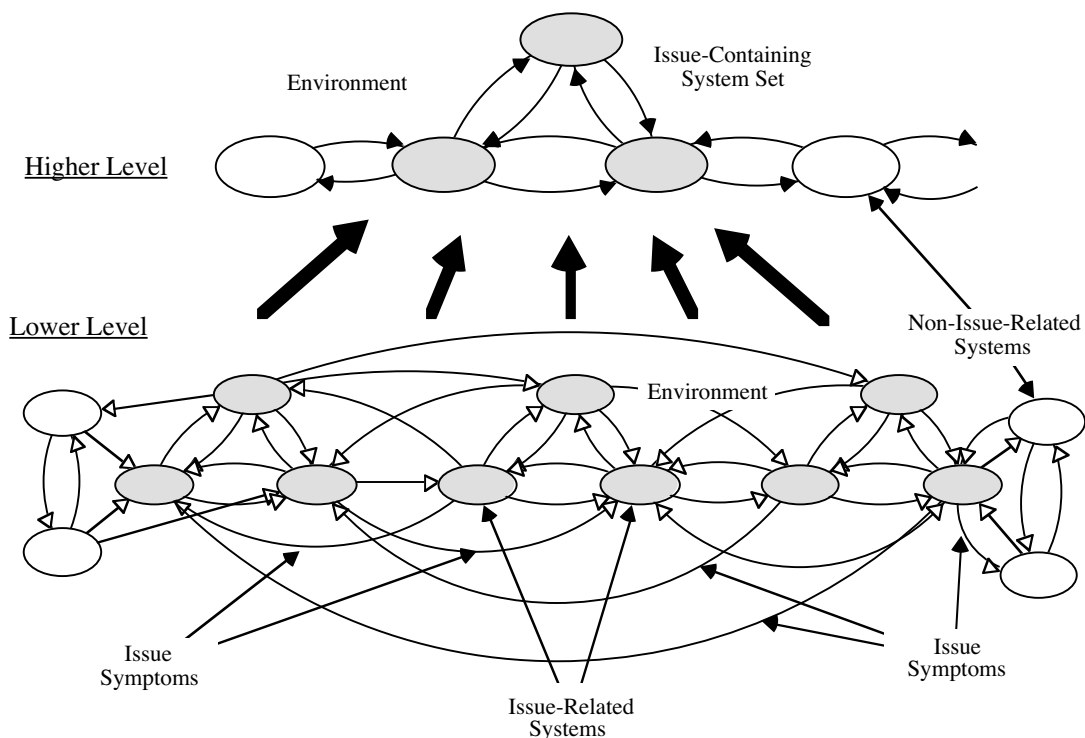 Environment
Issue-Containing
System Set
Higher Level
Lower Level
Non-Issue-Related
Systems
Environment
Issue
Symptoms
Issue
Symptoms
Issue-Related
Systems